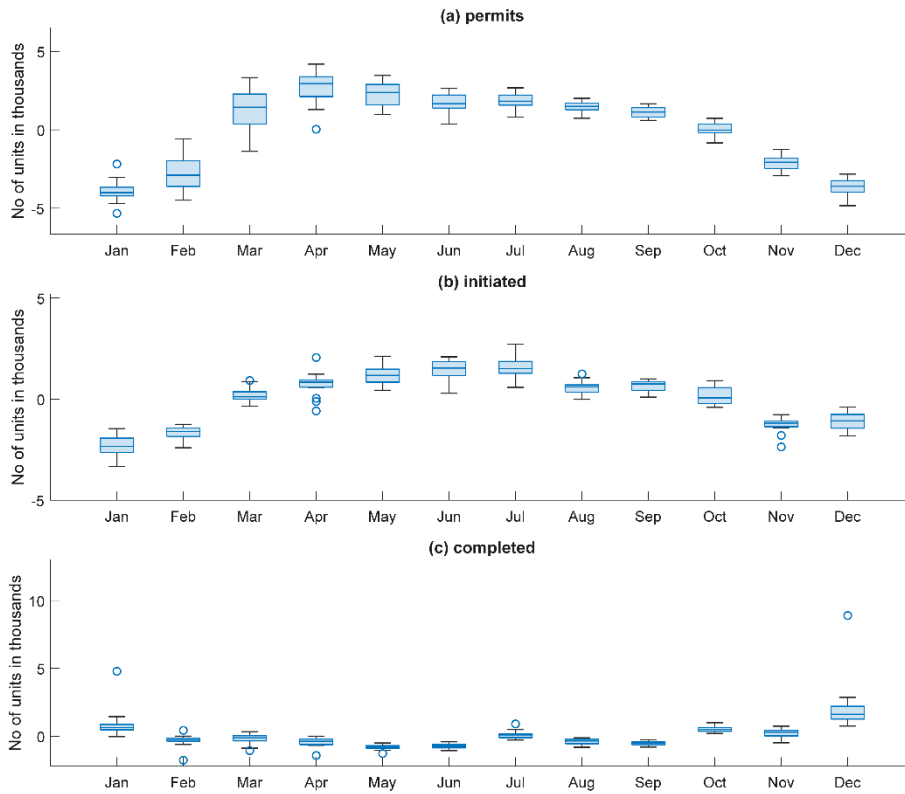 (a) permits
No of units in thousands
5
0
-5
Jan Feb Mar Apr May Jun Jul Aug Sep Oct Nov Dec
(b) initiated
No of units in thousands
5
0
-5
Jan Feb Mar Apr May Jun Jul Aug Sep Oct Nov Dec
(c) completed
No of units in thousands
10
5
0
Jan Feb Mar Apr May Jun Jul Aug Sep Oct Nov Dec